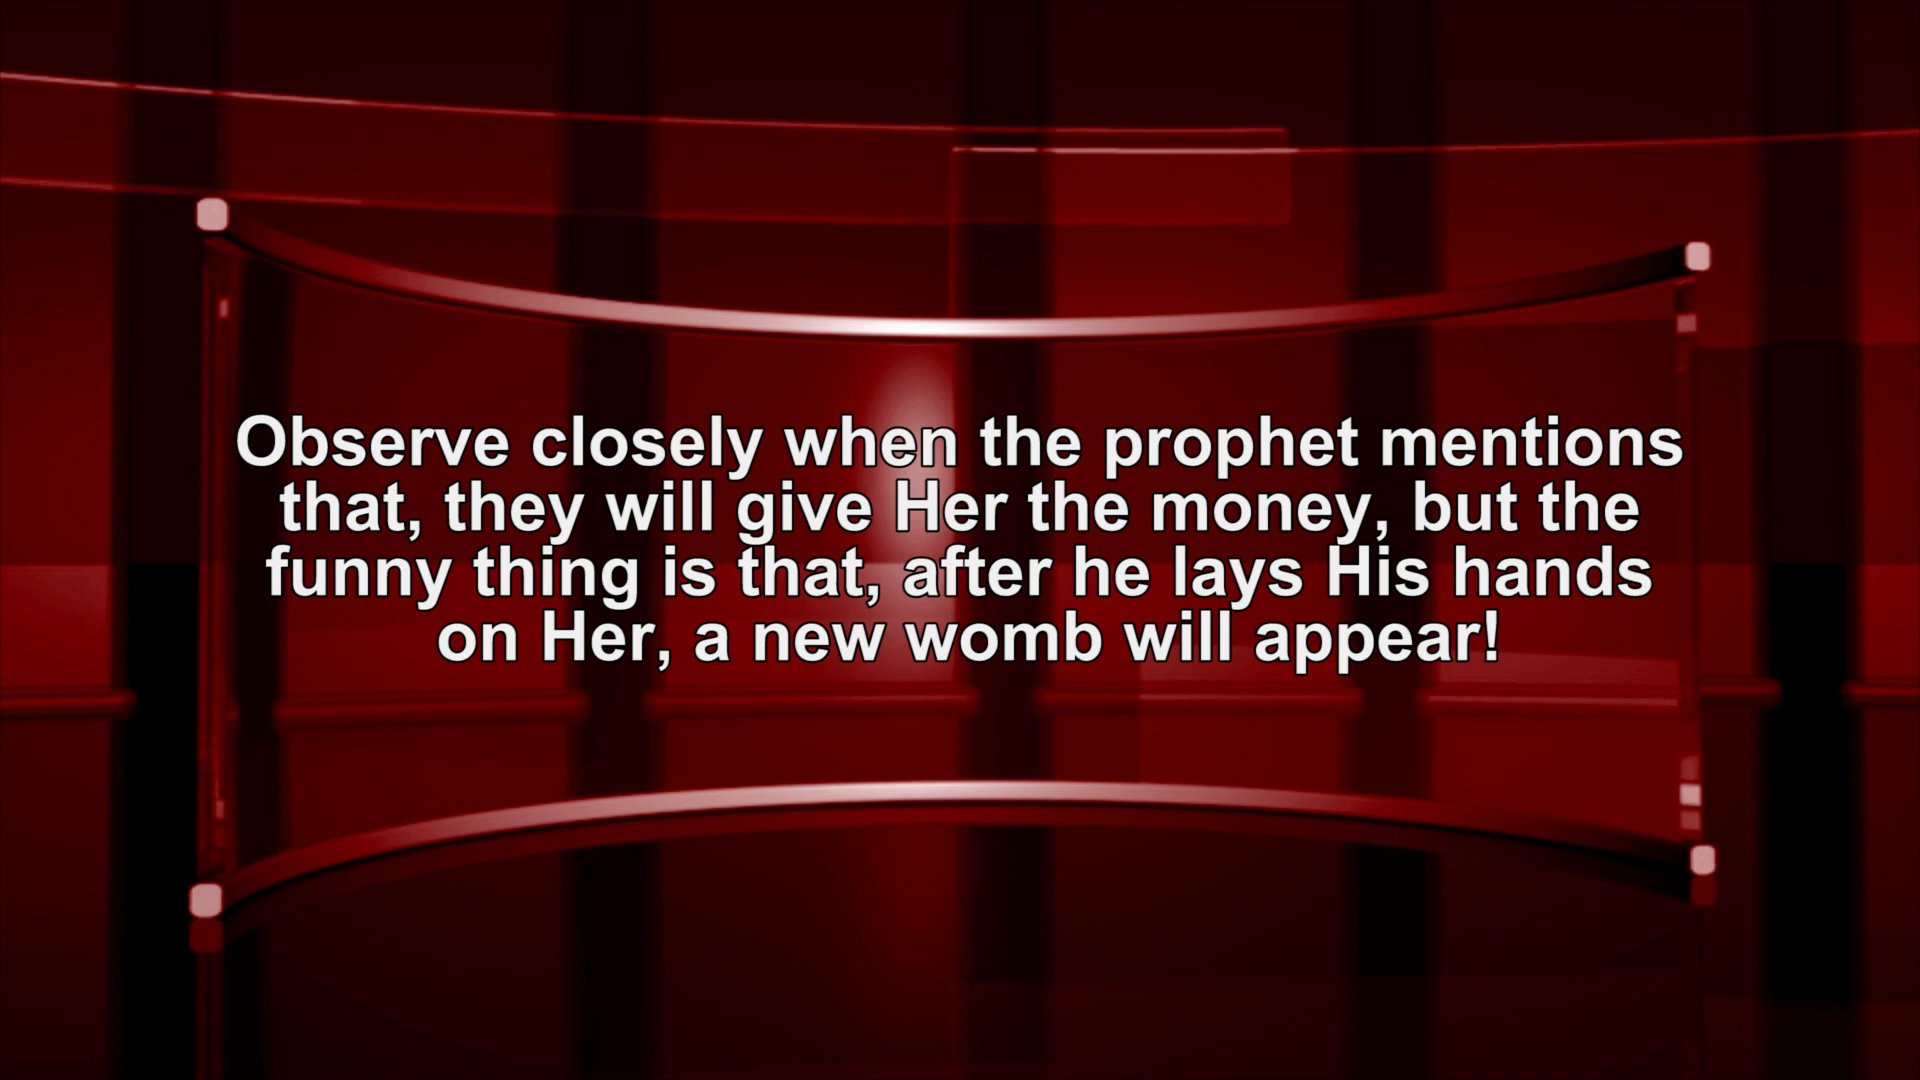 Observe closely when the prophet mentions
that, they will give Her the money, but the
funny thing is that, after he lays His hands
on Her, a new womb will appear!